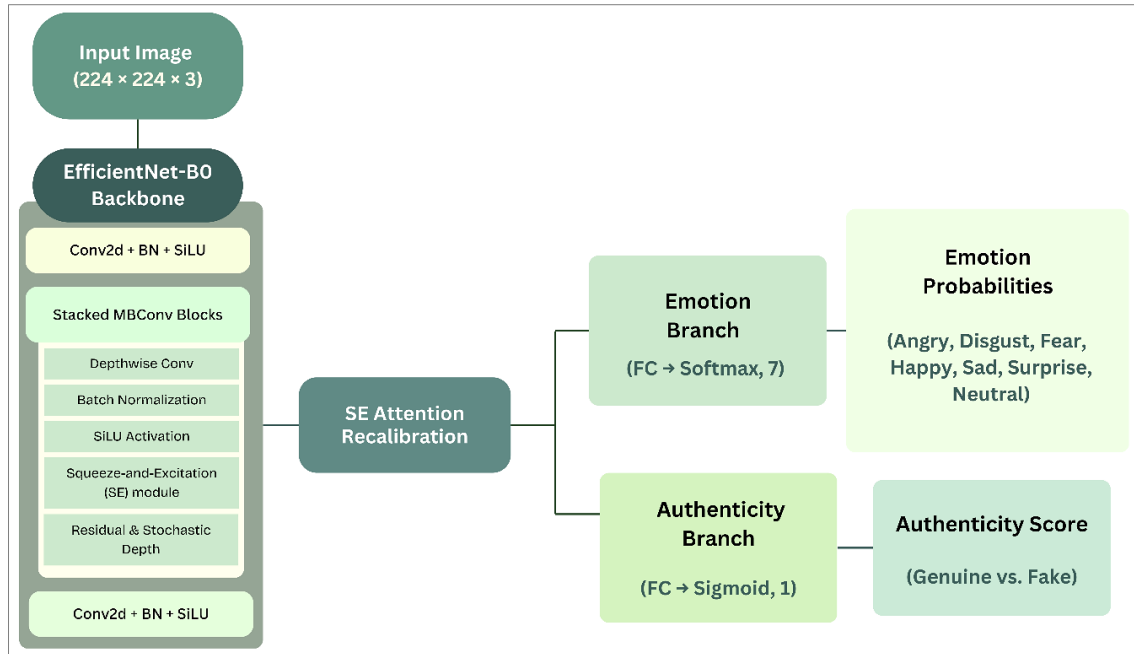 Input Image
(224 × 224 × 3)
EfficientNet-B0
Backbone
Conv2d + BN + SiLU
Stacked MBConv Blocks
Depthwise Conv
Batch Normalization
SiLU Activation
Squeeze-and-Excitation
(SE) module
Residual & Stochastic
Depth
Conv2d + BN + SiLU
SE Attention
Recalibration
Emotion
Branch
(FC → Softmax, 7)
Emotion
Probabilities
(Angry, Disgust, Fear,
Happy, Sad, Surprise,
Neutral)
Authenticity
Branch
(FC → Sigmoid, 1)
Authenticity Score
(Genuine vs. Fake)